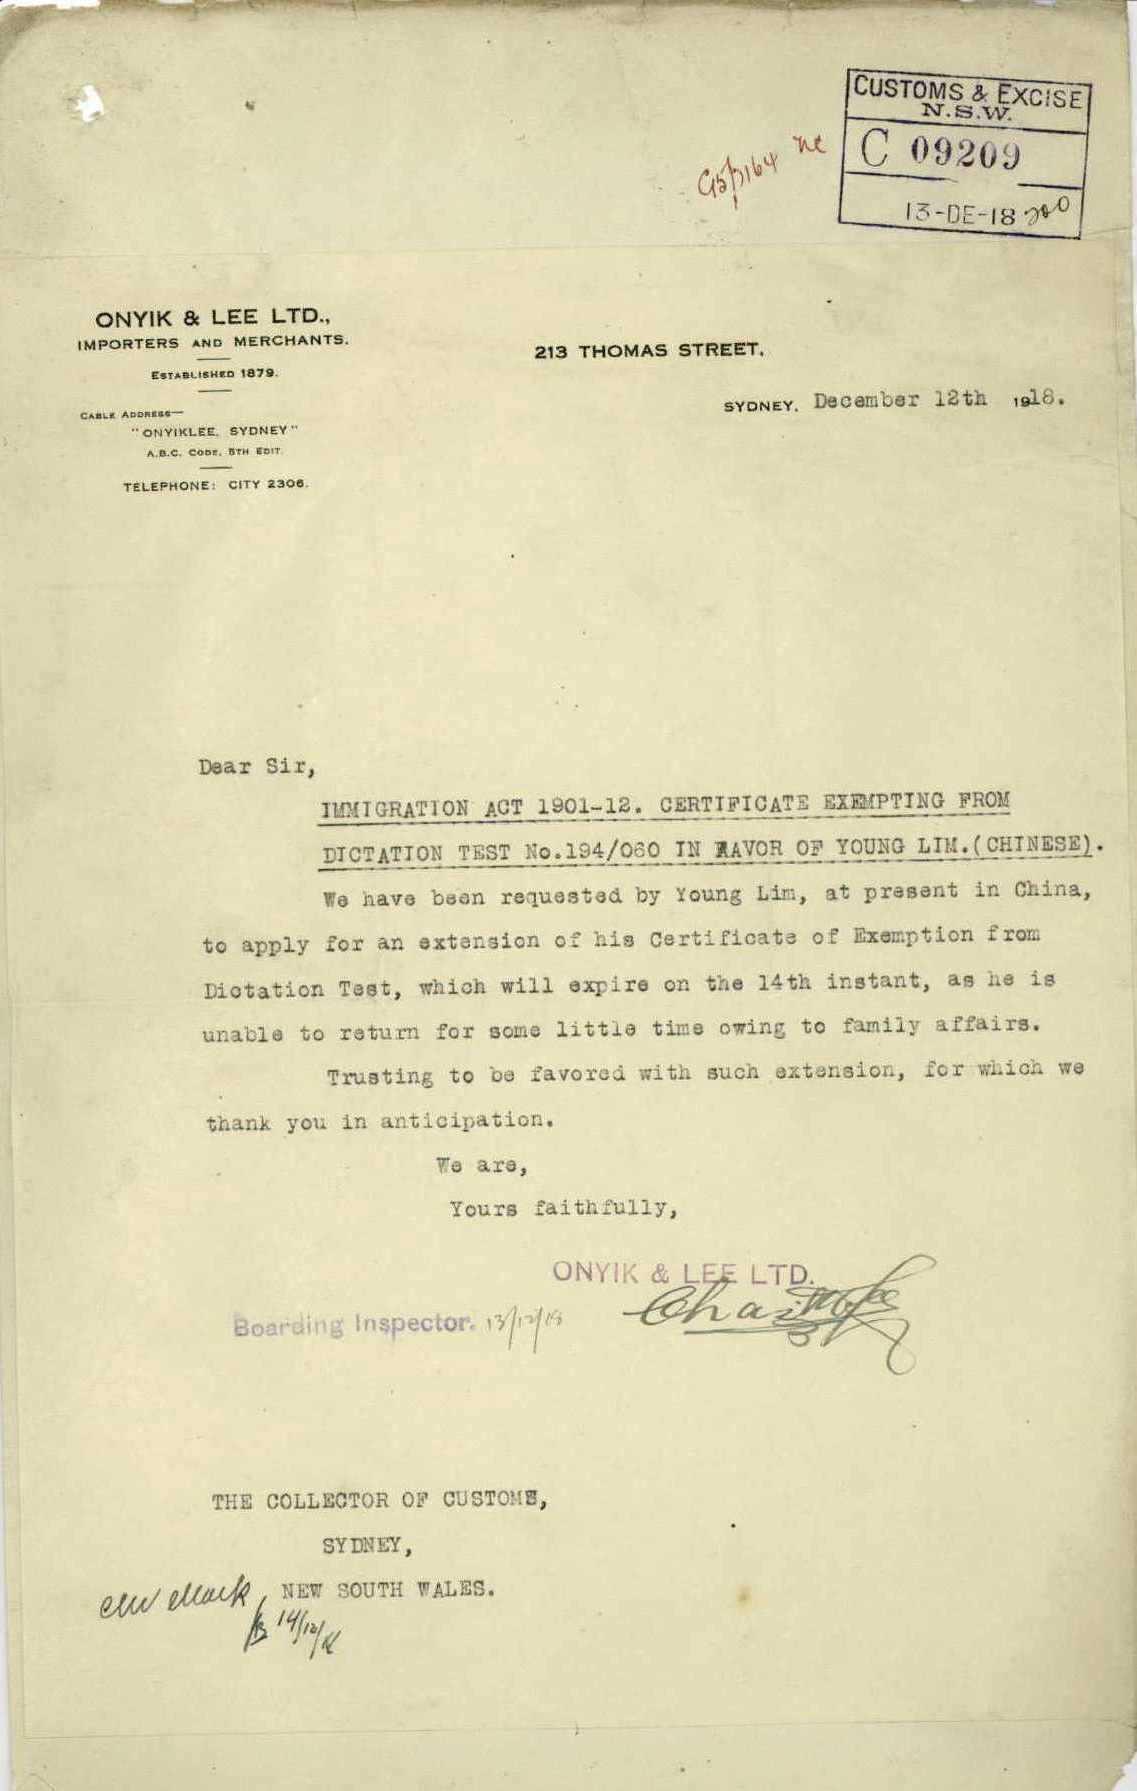 CUSTOMS & EXCISE
N.S.W.
C 09209
13-DE-18
ONYIK & LEE LTD.,
IMPORTERS AND MERCHANTS.
ESTABLISHED 1879.
CABLE ADDRESS—
"ONYIKLEE, SYDNEY"
A.B.C. CODE, 5TH EDIT.
TELEPHONE: CITY 2306.
213 THOMAS STREET,
SYDNEY, December 12th 1918.
Dear Sir,
IMMIGRATION ACT 1901-12. CERTIFICATE EXEMPTING FROM
DICTATION TEST No.194/060 IN FAVOR OF YOUNG LIM.(CHINESE).
We have been requested by Young Lim, at present in China,
to apply for an extension of his Certificate of Exemption from
Dictation Test, which will expire on the 14th instant, as he is
unable to return for some little time owing to family affairs.
Trusting to be favored with such extension, for which we
thank you in anticipation.
We are,
Yours faithfully,
ONYIK & LEE LTD.
Boarding Inspector. 13/12/18
THE COLLECTOR OF CUSTOMS,
SYDNEY,
NEW SOUTH WALES.
14/12/18